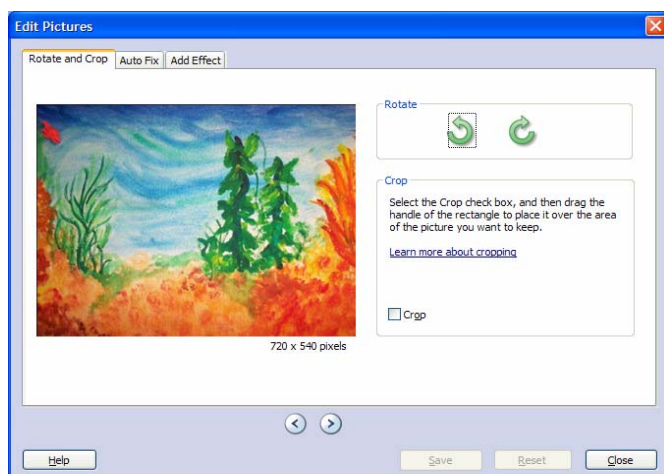 Edit Pictures
Rotate and Crop Auto Fix Add Effect
Rotate
Crop
Select the Crop check box, and then drag the
handle of the rectangle to place it over the area
of the picture you want to keep.
Learn more about cropping
Crop
720 x 540 pixels
Help Save Reset Close